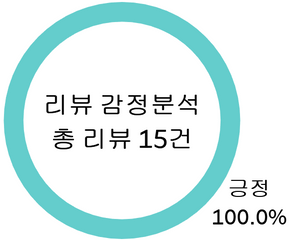 리뷰 감정분석
총 리뷰 15건
긍정
100.0%